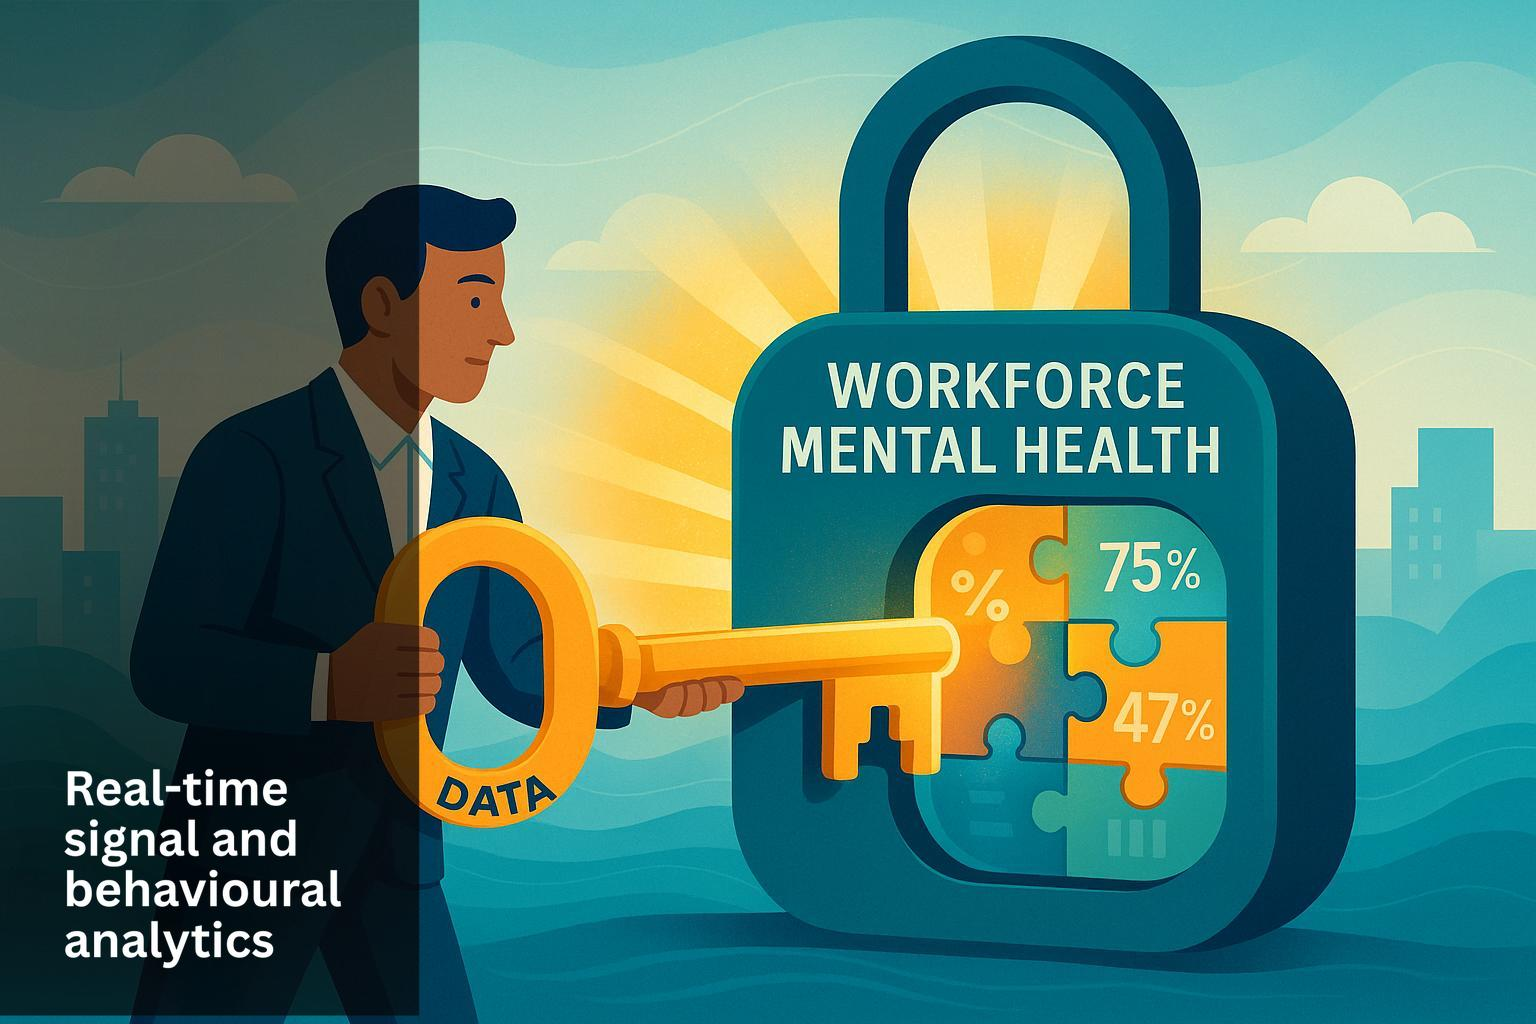 WORKFORCE
MENTAL HEALTH
%
75%
47%
DATA
Real-time
signal and
behavioural
analytics